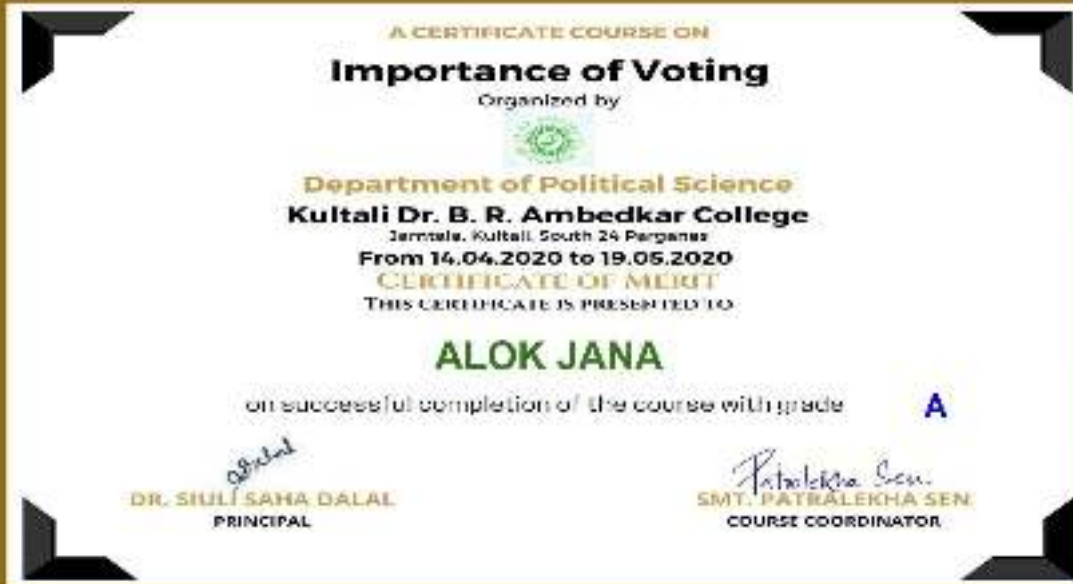 A CERTIFICATE COURSE ON
Importance of Voting
Organized by
Department of Political Science
Kultali Dr. B. R. Ambedkar College
Jamtala, Kultali, South 24 Parganas
From 14.04.2020 to 19.05.2020
CERTIFICATE OF MERIT
THIS CERTIFICATE IS PRESENTED TO
ALOK JANA
on successful completion of the course with grade A
Patralekha Sen.
DR. SIULI SAHA DALAL
SMT. PATRALEKHA SEN
PRINCIPAL
COURSE COORDINATOR